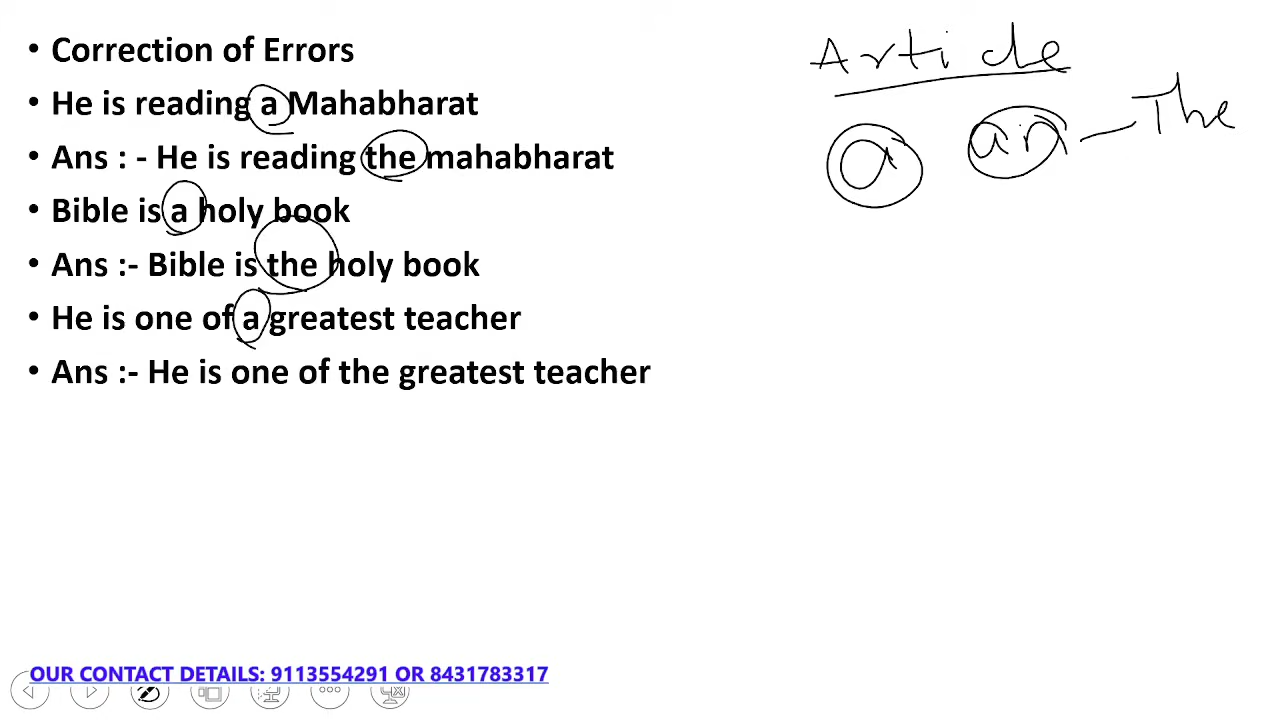 • Correction of Errors
• He is reading a Mahabharat
• Ans : - He is reading the mahabharat
• Bible is a holy book
• Ans :- Bible is the holy book
• He is one of a greatest teacher
• Ans :- He is one of the greatest teacher
Article
a an - The
OUR CONTACT DETAILS: 9113554291 OR 8431783317